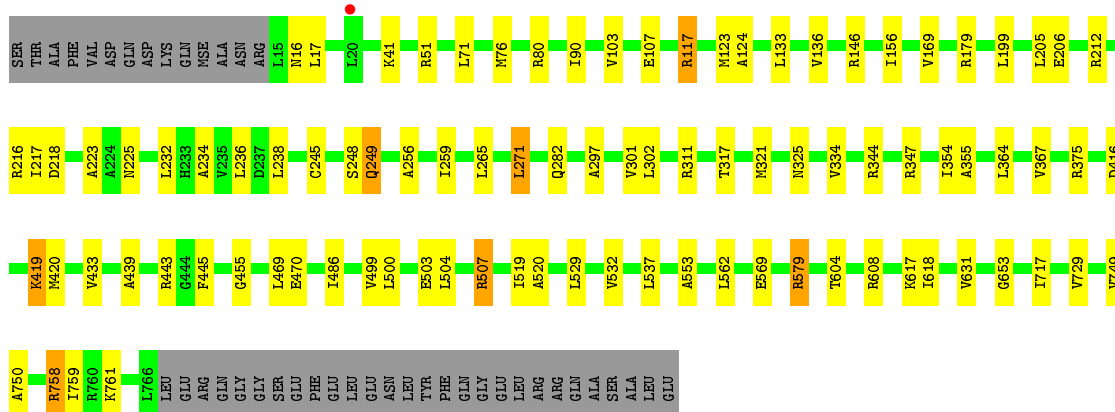 SER THR ALA PHE VAL ASP GLN ASP LYS GLN MSE ALA ASN ARG L15 N16 L17 L20 K41 R51 L71 M76 R80 I90 V103 E107 R117 M123 A124 L133 V136 R146 I156 V169 R179 L199 L205 E206 R212
R216 I217 D218 A223 A224 N225 L232 H233 A234 V235 L236 D237 L238 C245 S248 Q249 A256 I259 L265 L271 Q282 A297 V301 L302 R311 T317 M321 N325 V334 R344 R347 I354 A355 L364 V367 R375 D416
K419 M420 V433 A439 R443 G444 F445 G455 L469 E470 I486 V499 L500 E503 L504 R507 I519 A520 L529 V532 L537 A553 L562 E569 R579 T604 R608 K617 I618 V631 G653 I717 V729 V749
A750 R758 I759 R760 K761 L766 LEU GLU ARG GLN GLY GLY SER GLU PHE GLU LEU GLU ASN LEU TYR PHE GLN GLY GLU LEU ARG ARG GLN ALA SER ALA LEU GLU